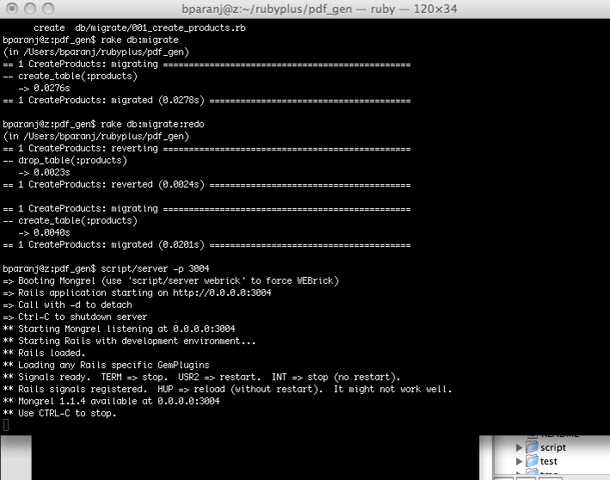 bparanj@z:~/rubyplus/pdf_gen — ruby — 120×34
create  db/migrate/001_create_products.rb
bparanj@z:pdf_gen$ rake db:migrate
(in /Users/bparanj/rubyplus/pdf_gen)
== 1 CreateProducts: migrating =============================================
-- create_table(:products)
   -> 0.0276s
== 1 CreateProducts: migrated (0.0278s) ====================================
bparanj@z:pdf_gen$ rake db:migrate:redo
(in /Users/bparanj/rubyplus/pdf_gen)
== 1 CreateProducts: reverting =============================================
-- drop_table(:products)
   -> 0.0023s
== 1 CreateProducts: reverted (0.0024s) ====================================
== 1 CreateProducts: migrating =============================================
-- create_table(:products)
   -> 0.0040s
== 1 CreateProducts: migrated (0.0201s) ====================================
bparanj@z:pdf_gen$ script/server -p 3004
=> Booting Mongrel (use 'script/server webrick' to force WEBrick)
=> Rails application starting on http://0.0.0.0:3004
=> Call with -d to detach
=> Ctrl-C to shutdown server
** Starting Mongrel listening at 0.0.0.0:3004
** Starting Rails with development environment...
** Rails loaded.
** Loading any Rails specific GemPlugins
** Signals ready.  TERM => stop.  USR2 => restart.  INT => stop (no restart).
** Rails signals registered.  HUP => reload (without restart).  It might not work well.
** Mongrel 1.1.4 available at 0.0.0.0:3004
** Use CTRL-C to stop.
script
test